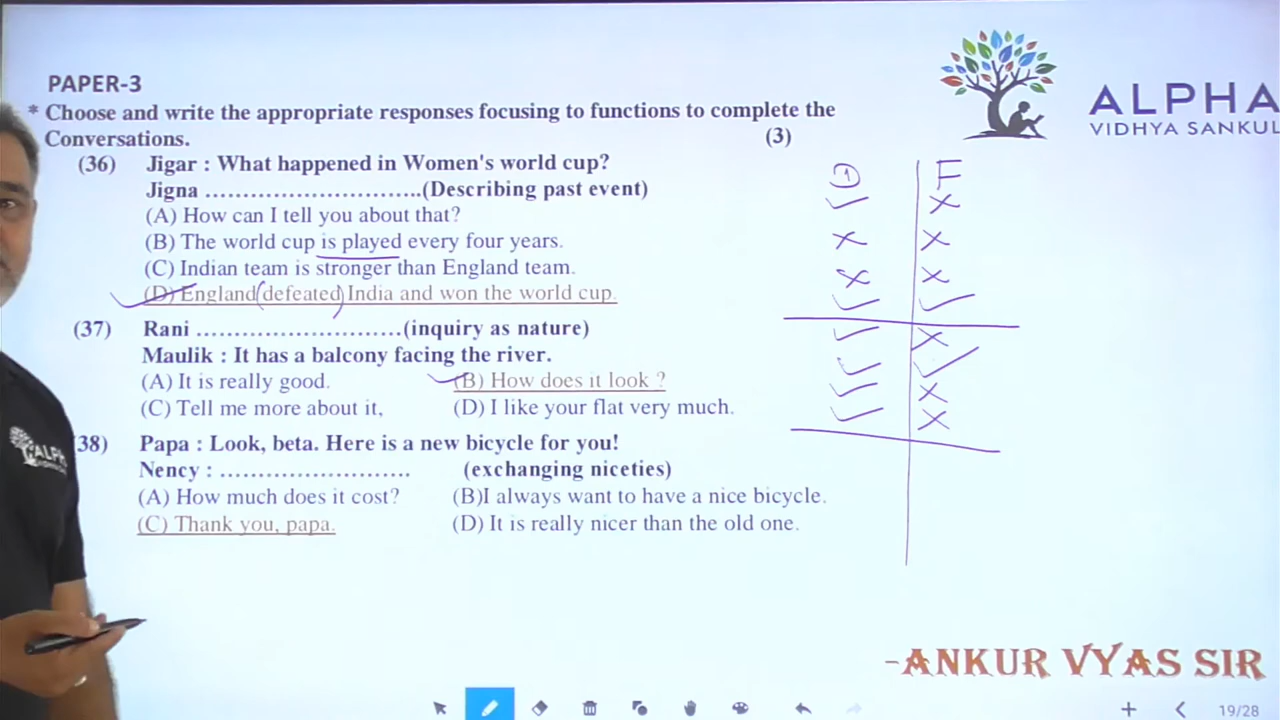 PAPER-3
* Choose and write the appropriate responses focusing to functions to complete the
Conversations. (3)
(36) Jigar : What happened in Women's world cup?
Jigna ..............................(Describing past event)
(A) How can I tell you about that?
(B) The world cup is played every four years.
(C) Indian team is stronger than England team.
(D) England (defeated) India and won the world cup.
(37) Rani ............................(inquiry as nature)
Maulik : It has a balcony facing the river.
(A) It is really good. (B) How does it look ?
(C) Tell me more about it, (D) I like your flat very much.
38) Papa : Look, beta. Here is a new bicycle for you!
Nency : .......................... (exchanging niceties)
(A) How much does it cost? (B)I always want to have a nice bicycle.
(C) Thank you, papa. (D) It is really nicer than the old one.
ALPHA
VIDHYA SANKUL
F
ALPHA
-ANKUR VYAS SIR
19/28